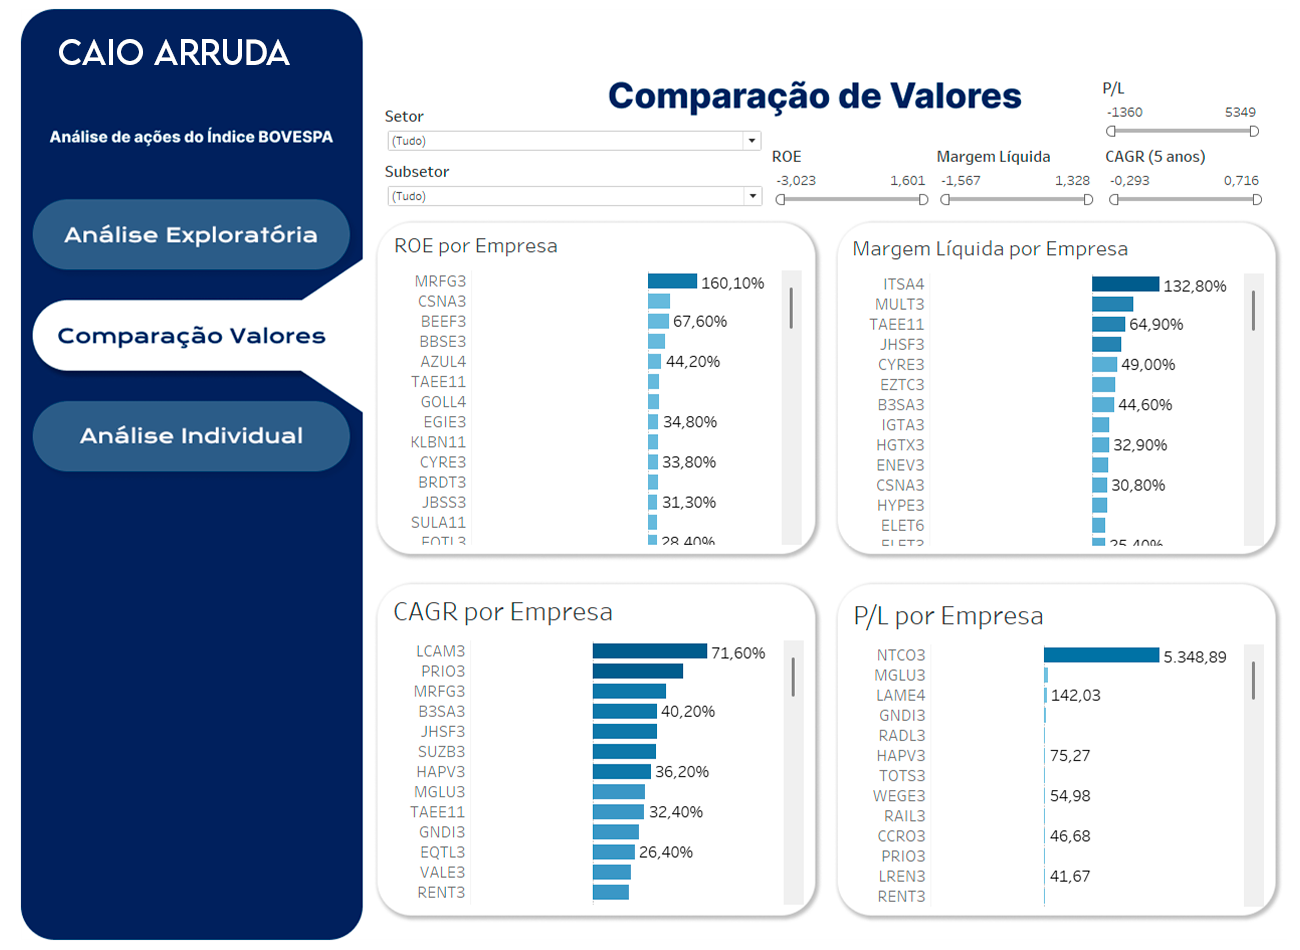 CAIO ARRUDA
Análise de ações do Índice BOVESPA
Análise Exploratória
Comparação Valores
Análise Individual
Comparação de Valores
Setor
(Tudo)
Subsetor
(Tudo)
P/L
-1360 5349
ROE
-3,023 1,601
Margem Líquida
-1,567 1,328
CAGR (5 anos)
-0,293 0,716
ROE por Empresa
MRFG3 160,10%
CSNA3
BEEF3 67,60%
BBSE3
AZUL4 44,20%
TAEE11
GOLL4
EGIE3 34,80%
KLBN11
CYRE3 33,80%
BRDT3
JBSS3 31,30%
SULA11
EQTL3 28,40%
Margem Líquida por Empresa
ITSA4 132,80%
MULT3
TAEE11 64,90%
JHSF3
CYRE3 49,00%
EZTC3
B3SA3 44,60%
IGTA3
HGTX3 32,90%
ENEV3
CSNA3 30,80%
HYPE3
ELET6
ELET3 25,40%
CAGR por Empresa
LCAM3 71,60%
PRIO3
MRFG3
B3SA3 40,20%
JHSF3
SUZB3
HAPV3 36,20%
MGLU3
TAEE11 32,40%
GNDI3
EQTL3 26,40%
VALE3
RENT3
P/L por Empresa
NTCO3 5.348,89
MGLU3
LAME4 142,03
GNDI3
RADL3
HAPV3 75,27
TOTS3
WEGE3 54,98
RAIL3
CCRO3 46,68
PRIO3
LREN3 41,67
RENT3